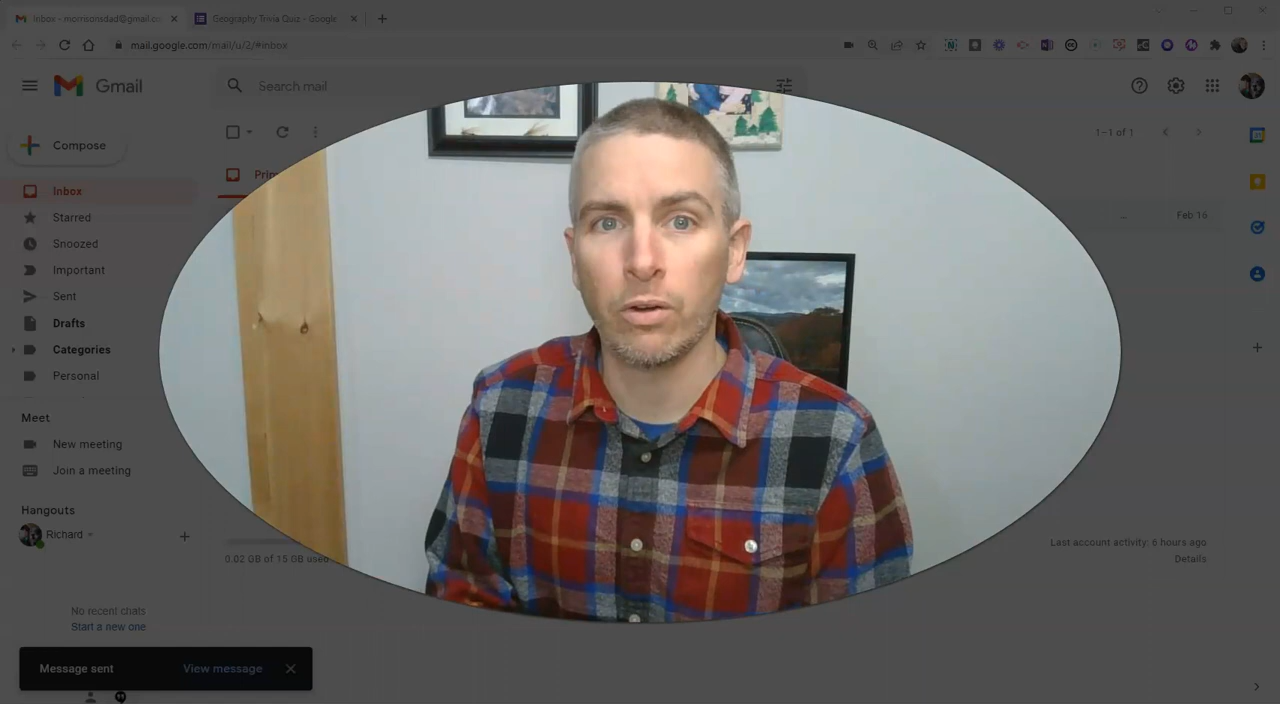 Inbox - morrisonsdad@gmail.co
Geography Trivia Quiz - Google
mail.google.com/mail/u/2/#inbox
Gmail
Search mail
Compose
1–1 of 1
Inbox
Starred
Feb 16
Snoozed
Important
Sent
Drafts
Categories
Personal
Meet
New meeting
Join a meeting
Hangouts
Richard
0.02 GB of 15 GB used
Last account activity: 6 hours ago
Details
No recent chats
Start a new one
Message sent View message